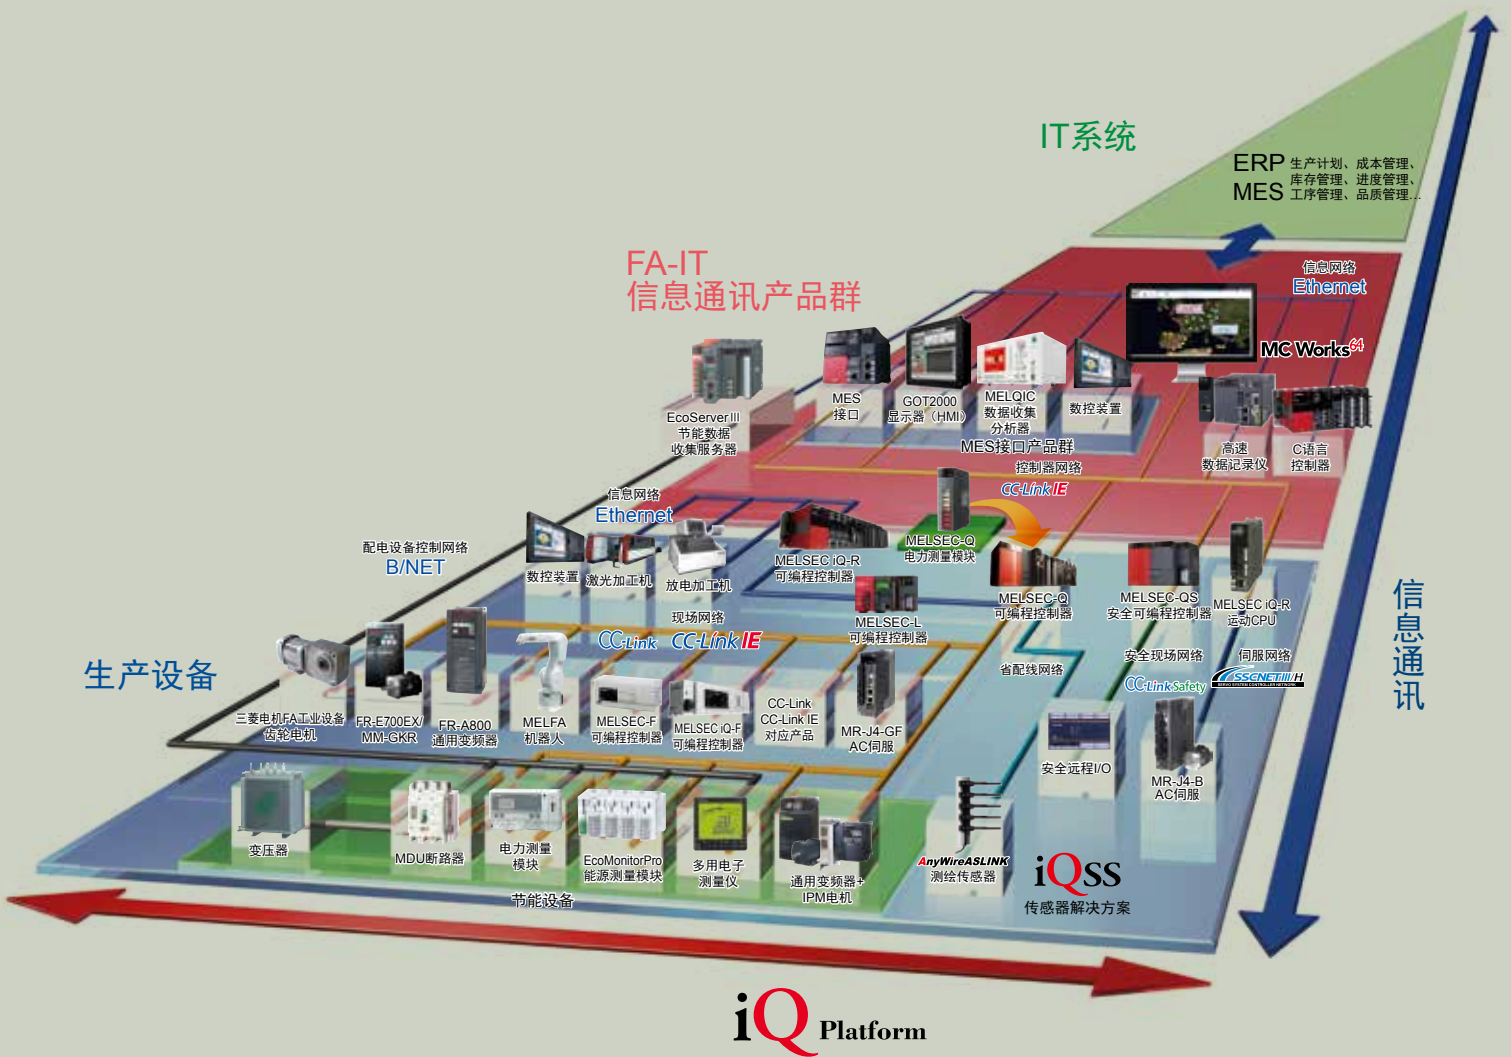 IT系统
ERP 生产计划、成本管理、
库存管理、进度管理、
MES 工序管理、品质管理...
FA-IT
信息通讯产品群
信息网络
Ethernet
MC Works64
EcoServerⅢ
节能数据
收集服务器
MES
接口
GOT2000
显示器（HMI）
MELQIC
数据收集
分析器
数控装置
MES接口产品群
高速
数据记录仪
C语言
控制器
控制器网络
CC-Link IE
信息网络
Ethernet
配电设备控制网络
B/NET
数控装置
激光加工机
放电加工机
MELSEC iQ-R
可编程控制器
MELSEC-Q
电力测量模块
MELSEC-L
可编程控制器
MELSEC-Q
可编程控制器
MELSEC-QS
安全可编程控制器
MELSEC iQ-R
运动CPU
现场网络
CC-Link CC-Link IE
省配线网络
安全现场网络
CC-Link Safety
伺服网络
SSCNETⅢ/H
SERVO SYSTEM CONTROLLER NETWORK
生产设备
三菱电机FA工业设备
齿轮电机
FR-E700EX/
MM-GKR
FR-A800
通用变频器
MELFA
机器人
MELSEC-F
可编程控制器
MELSEC iQ-F
可编程控制器
CC-Link
CC-Link IE
对应产品
MR-J4-GF
AC伺服
安全远程I/O
MR-J4-B
AC伺服
变压器
MDU断路器
电力测量
模块
EcoMonitorPro
能源测量模块
多用电子
测量仪
通用变频器+
IPM电机
节能设备
AnyWireASLINK
测绘传感器
iQSS
传感器解决方案
信息通讯
iQ Platform